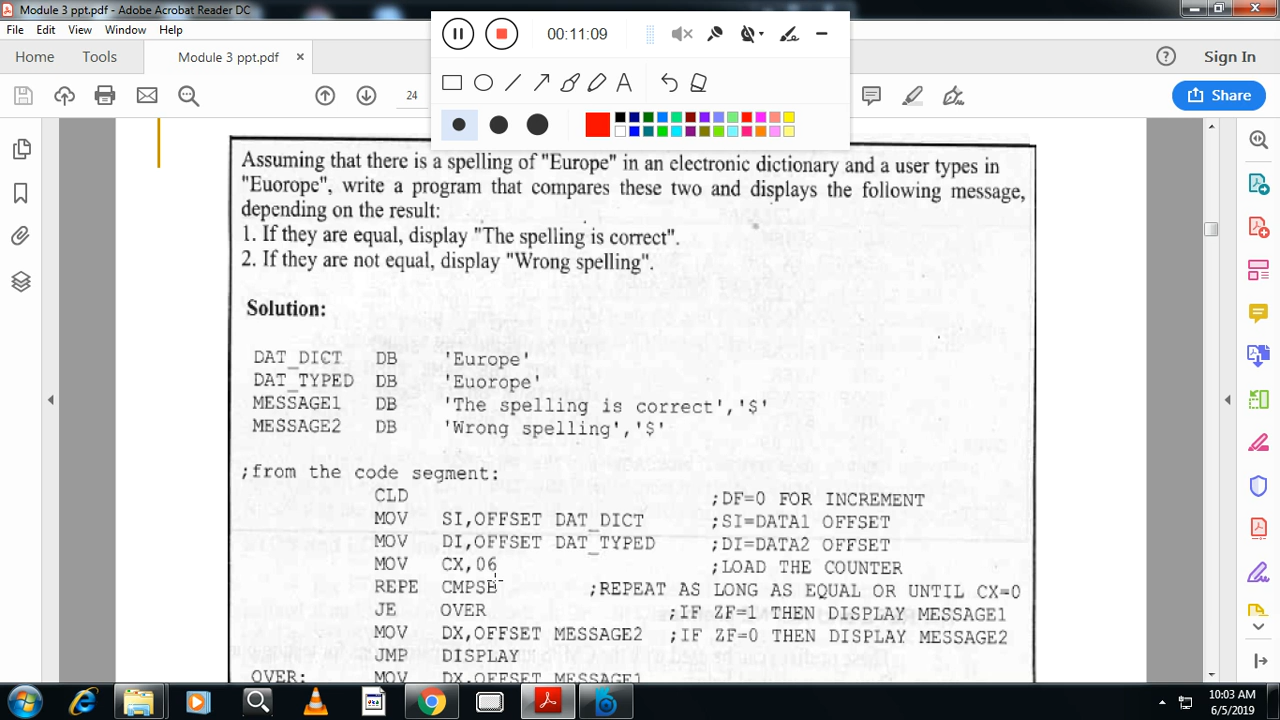 Module 3 ppt.pdf - Adobe Acrobat Reader DC
File Edit View Window Help
00:11:09
Home Tools Module 3 ppt.pdf × Sign In
24 Share
A
Assuming that there is a spelling of "Europe" in an electronic dictionary and a user types in
"Euorope", write a program that compares these two and displays the following message,
depending on the result:
1. If they are equal, display "The spelling is correct".
2. If they are not equal, display "Wrong spelling".
Solution:
DAT_DICT DB 'Europe'
DAT_TYPED DB 'Euorope'
MESSAGE1 DB 'The spelling is correct','$'
MESSAGE2 DB 'Wrong spelling','$'
;from the code segment:
CLD ;DF=0 FOR INCREMENT
MOV SI,OFFSET DAT_DICT ;SI=DATA1 OFFSET
MOV DI,OFFSET DAT_TYPED ;DI=DATA2 OFFSET
MOV CX,06 ;LOAD THE COUNTER
REPE CMPSB ;REPEAT AS LONG AS EQUAL OR UNTIL CX=0
JE OVER ;IF ZF=1 THEN DISPLAY MESSAGE1
MOV DX,OFFSET MESSAGE2 ;IF ZF=0 THEN DISPLAY MESSAGE2
JMP DISPLAY
OVER: MOV DX,OFFSET MESSAGE1
10:03 AM
6/5/2019